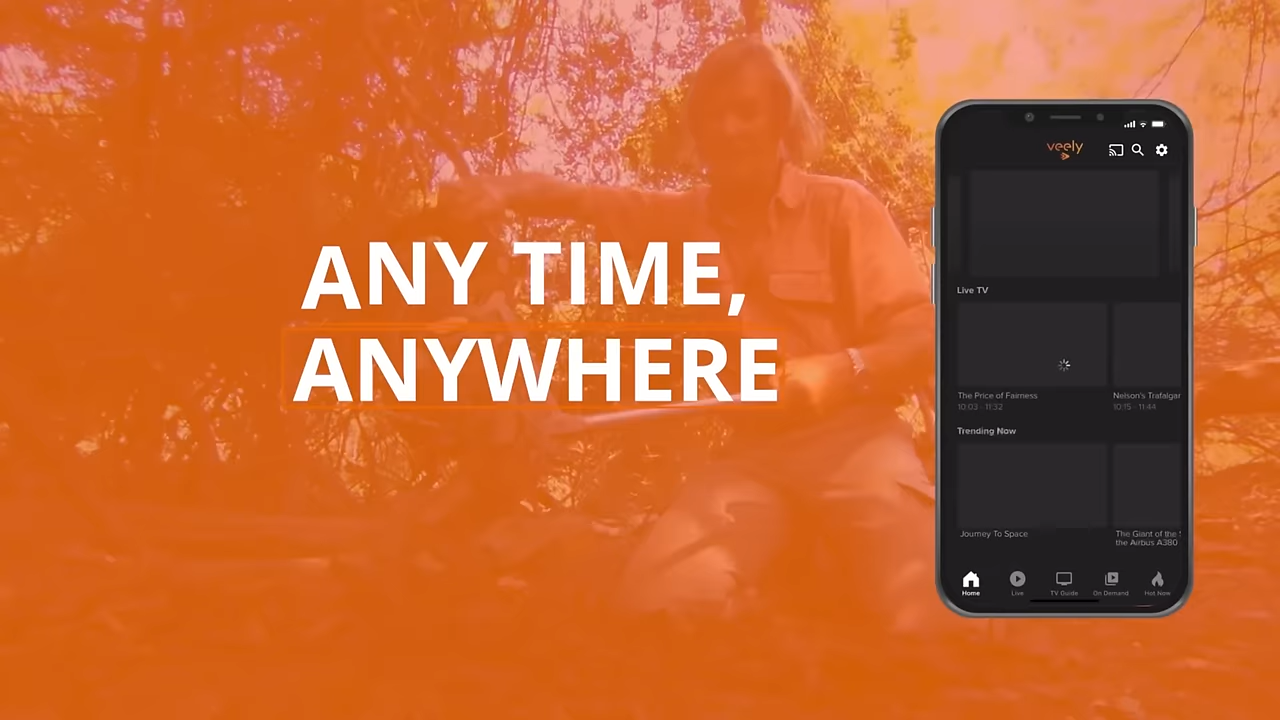 ANY TIME,
ANYWHERE
veely
Live TV
The Price of Fairness
10:03 - 11:32
Nelson's Trafalgar
10:15 - 11:44
Trending Now
Journey To Space
The Giant of the
the Airbus A380
Home
Live
TV Guide
On Demand
Hot Now